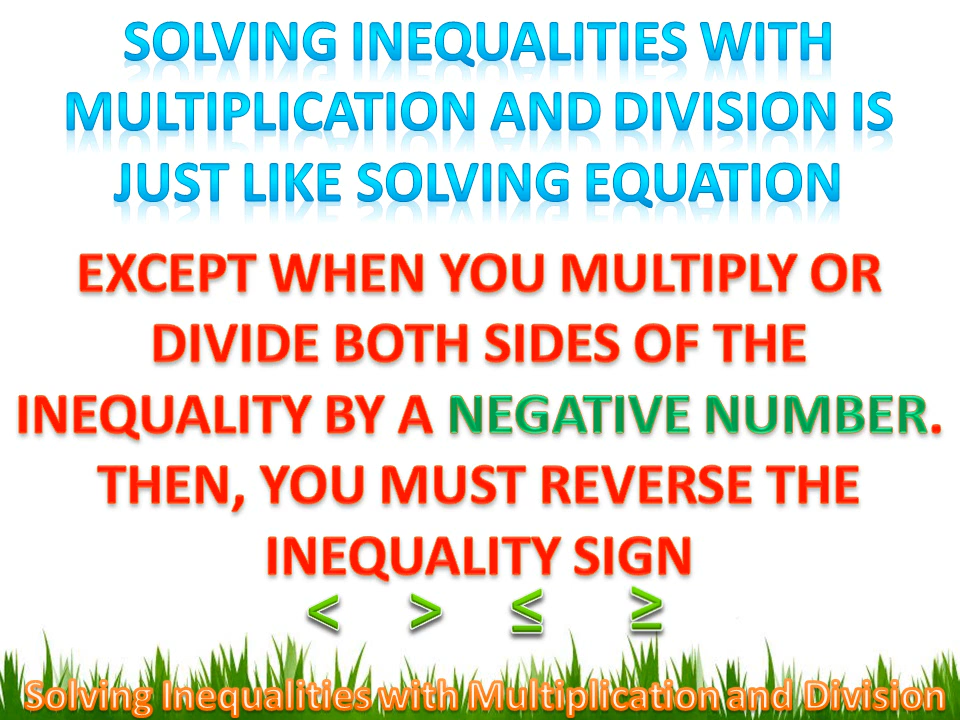 SOLVING INEQUALITIES WITH
MULTIPLICATION AND DIVISION IS
JUST LIKE SOLVING EQUATION
EXCEPT WHEN YOU MULTIPLY OR
DIVIDE BOTH SIDES OF THE
INEQUALITY BY A NEGATIVE NUMBER.
THEN, YOU MUST REVERSE THE
INEQUALITY SIGN
< > ≤ ≥
Solving Inequalities with Multiplication and Division